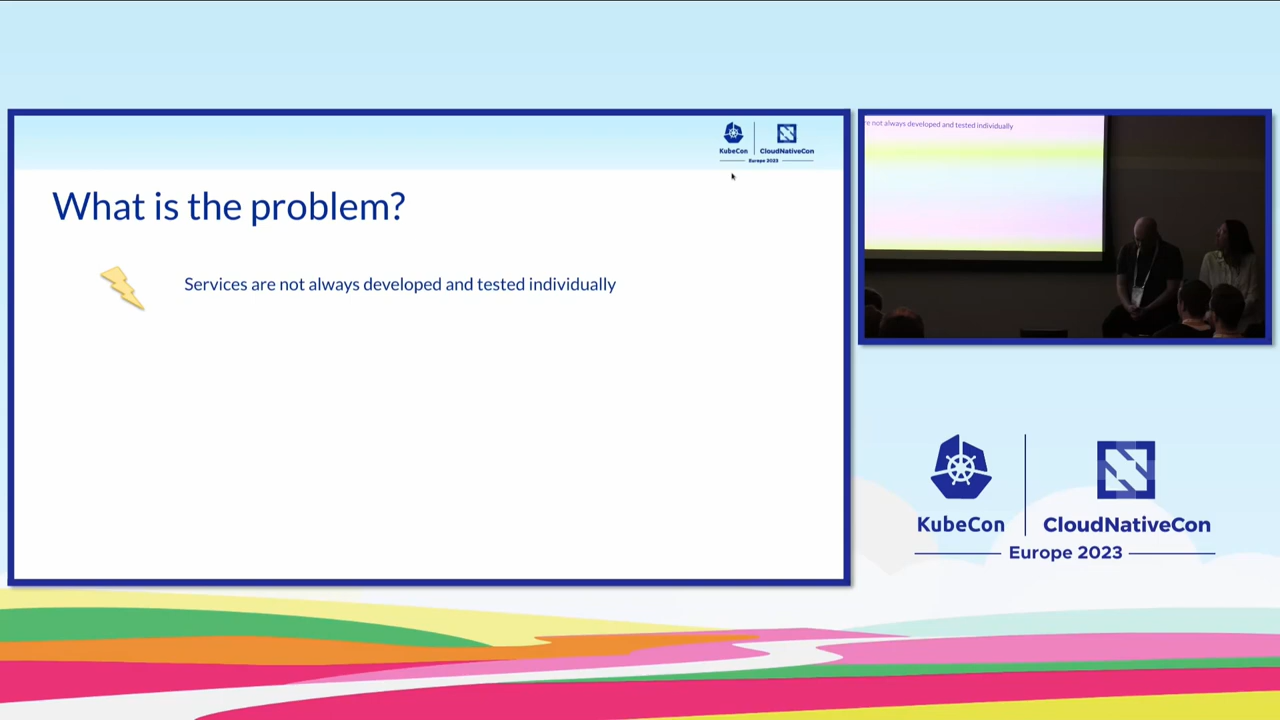 KubeCon
CloudNativeCon
Europe 2023
What is the problem?
Services are not always developed and tested individually
are not always developed and tested individually
KubeCon
CloudNativeCon
Europe 2023